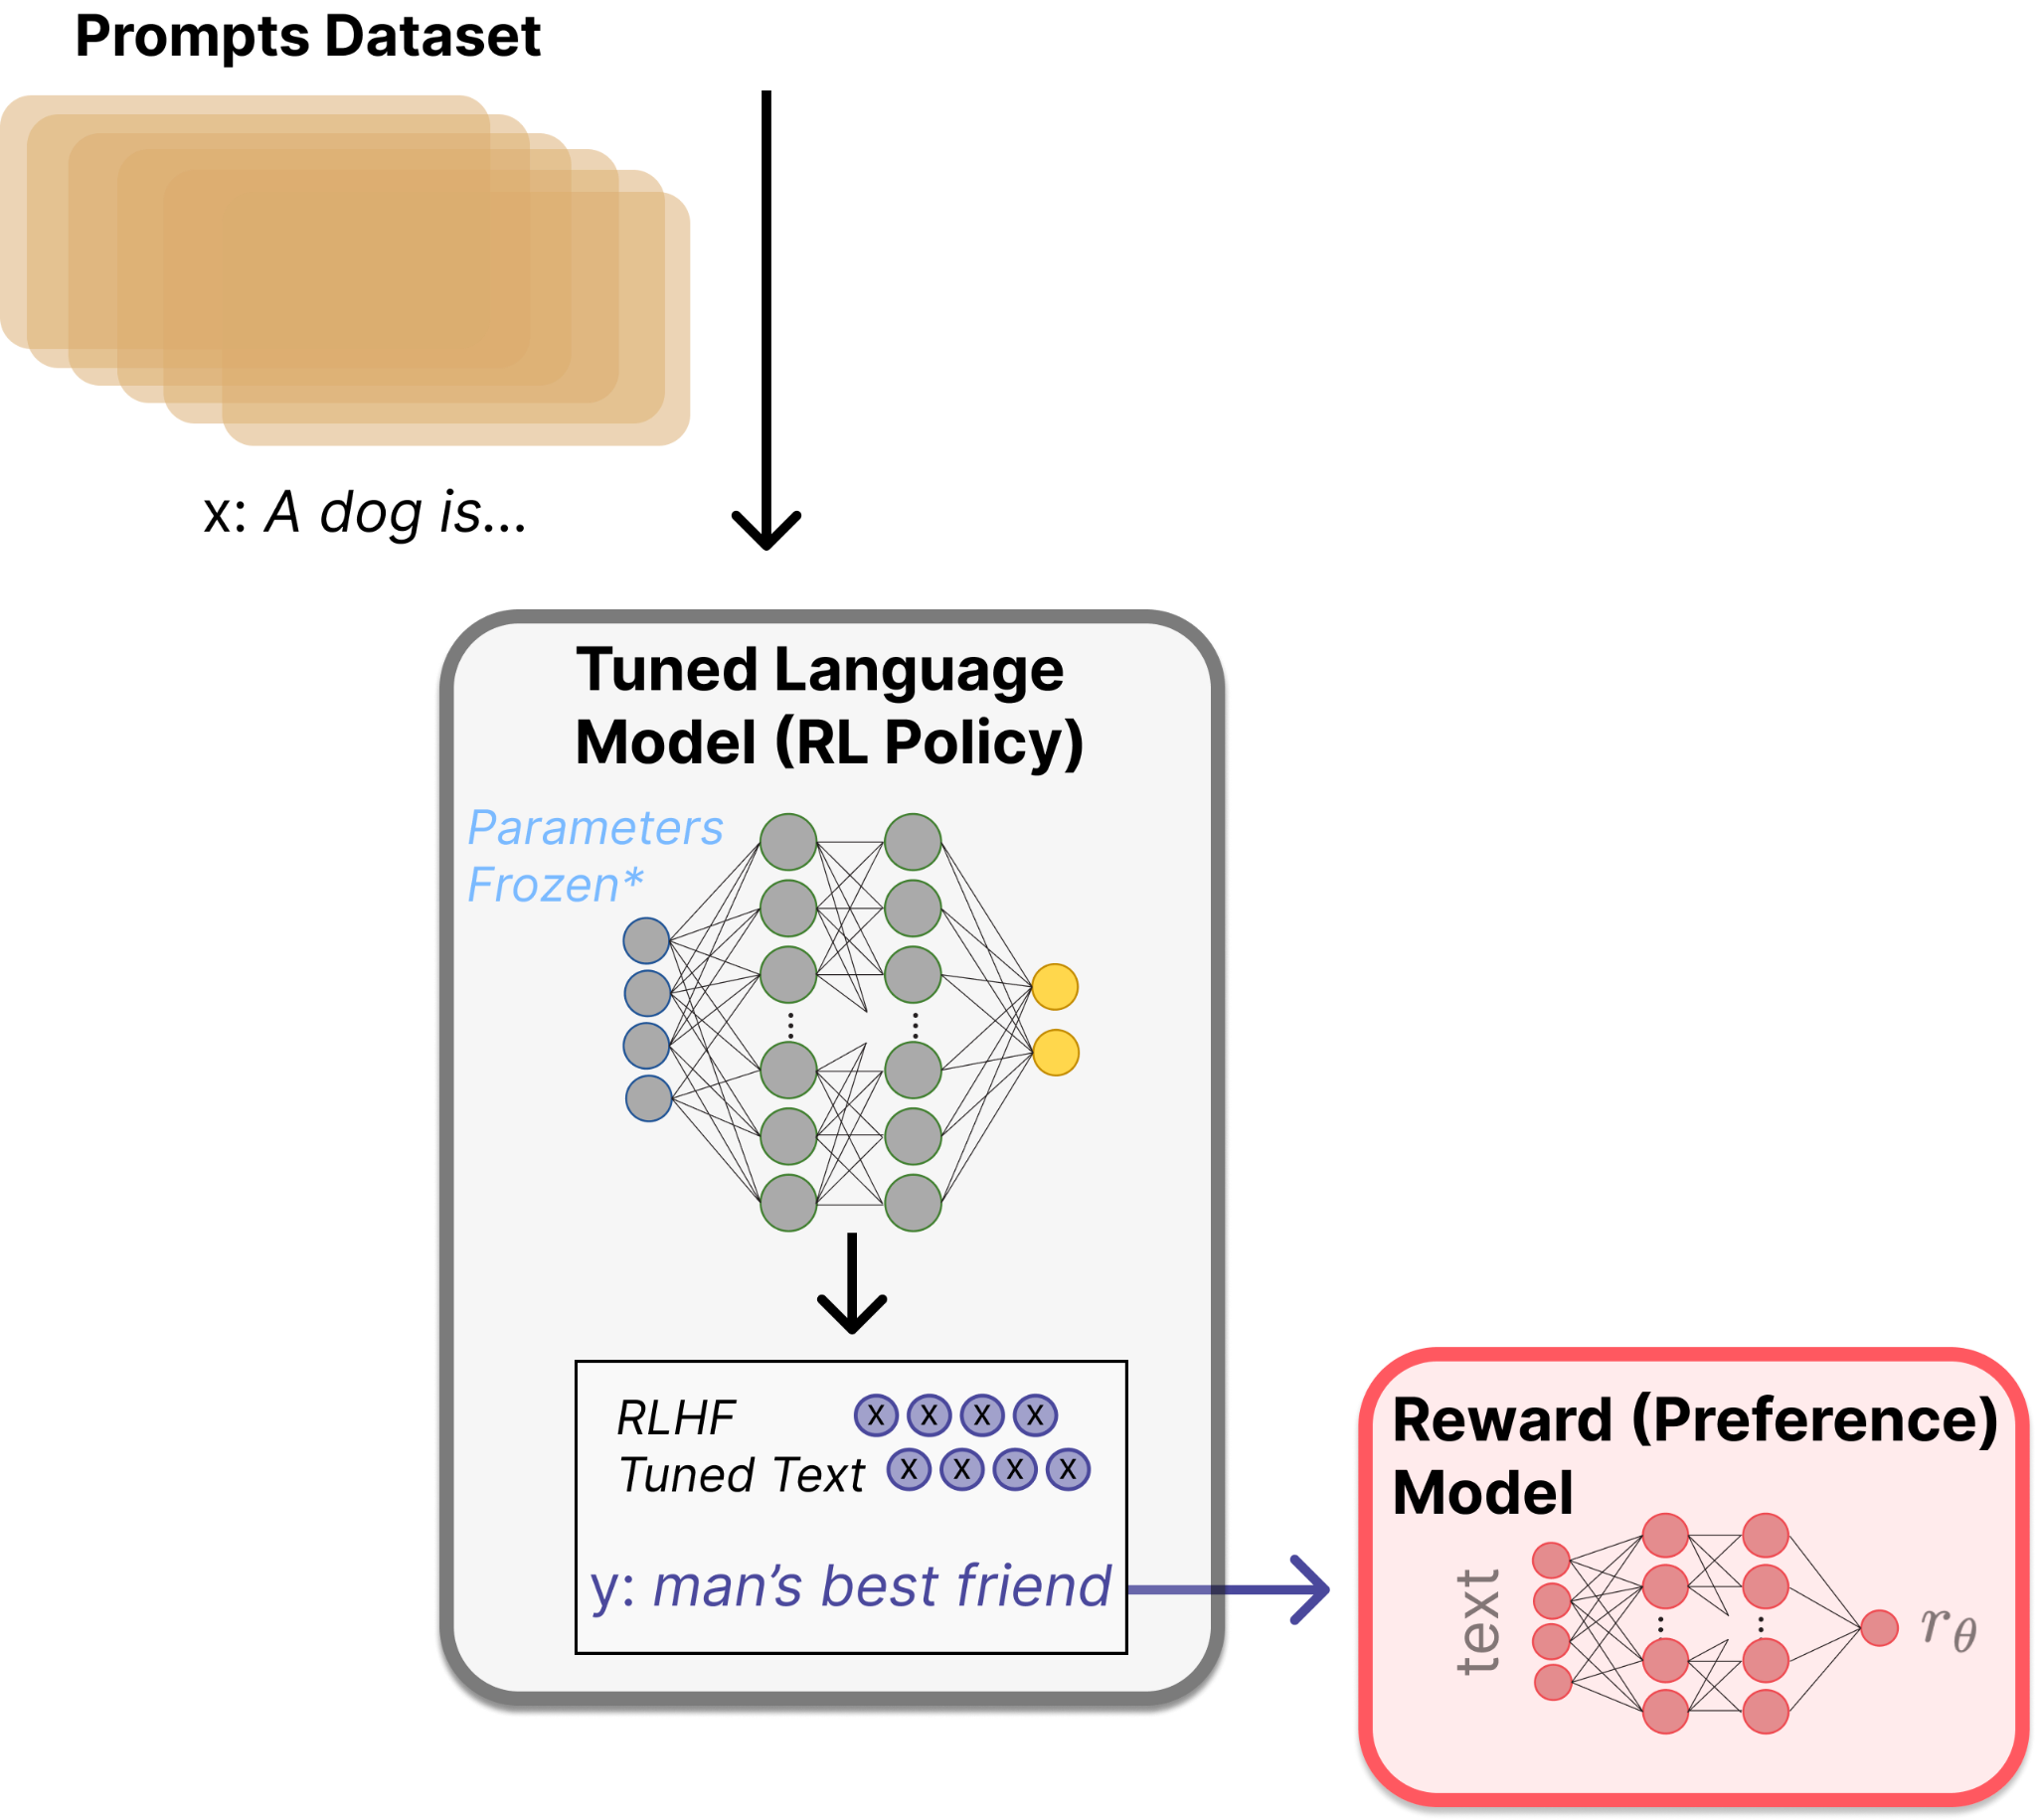 Prompts Dataset
x: A dog is...
Tuned Language
Model (RL Policy)
Parameters
Frozen*
RLHF
Tuned Text
X X X X
X X X X
y: man's best friend
Reward (Preference)
Model
text
rθ